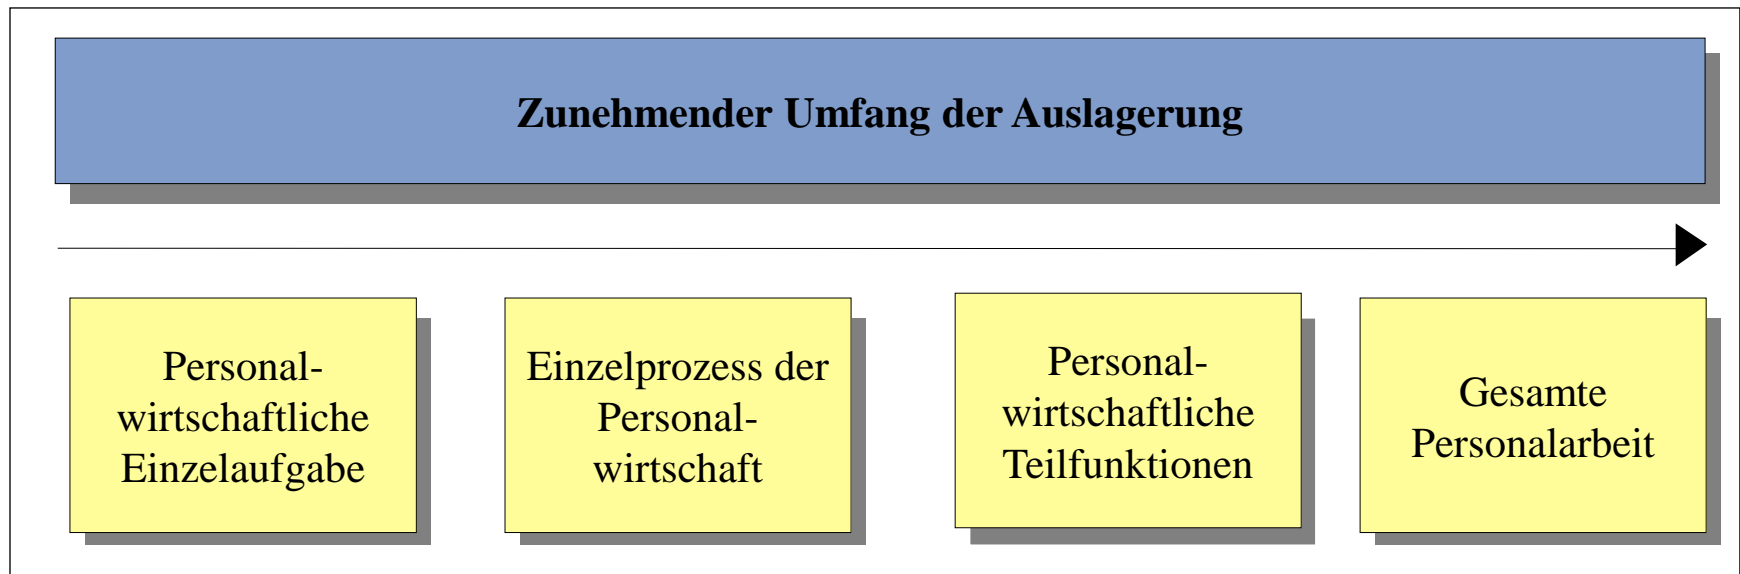 Zunehmender Umfang der Auslagerung
Personal-
wirtschaftliche
Einzelaufgabe
Einzelprozess der
Personal-
wirtschaft
Personal-
wirtschaftliche
Teilfunktionen
Gesamte
Personalarbeit